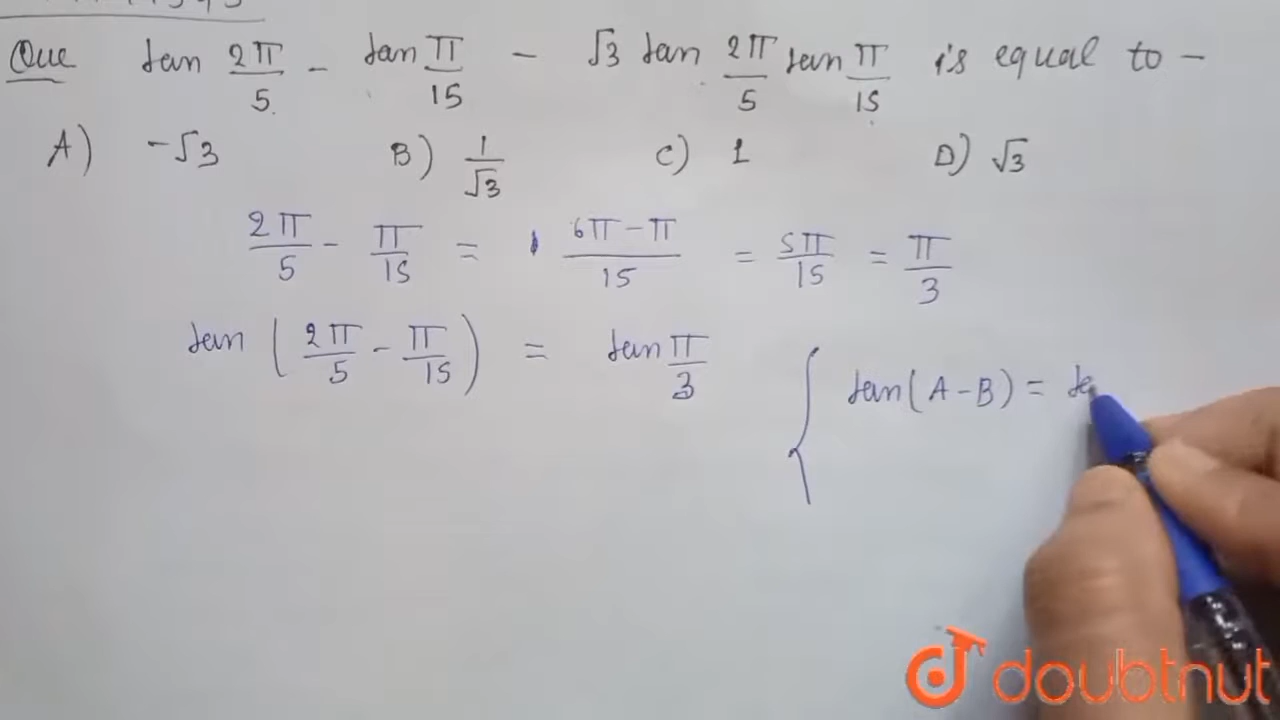 Que tan 2π/5 - tan π/15 - √3 tan 2π/5 tan π/15 is equal to -
A) -√3 B) 1/√3 C) 1 D) √3
2π/5 - π/15 = 6π-π/15 = 5π/15 = π/3
tan (2π/5 - π/15) = tan π/3
{ tan(A-B) =
doubtnut